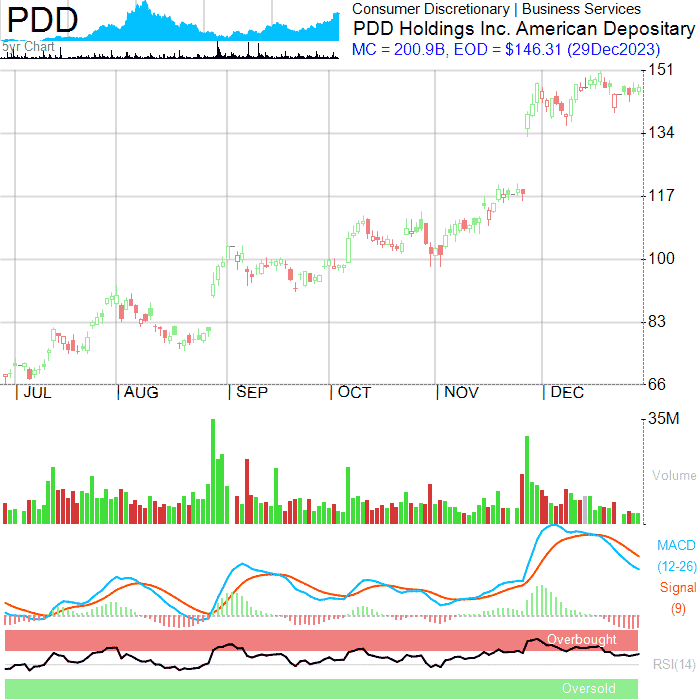 PDD
5yr Chart
Consumer Discretionary | Business Services
PDD Holdings Inc. American Depositary
MC = 200.9B, EOD = $146.31 (29Dec2023)
151
134
117
100
83
66
JUL AUG SEP OCT NOV DEC
35M
Volume
MACD
(12-26)
Signal
(9)
Overbought
RSI(14)
Oversold